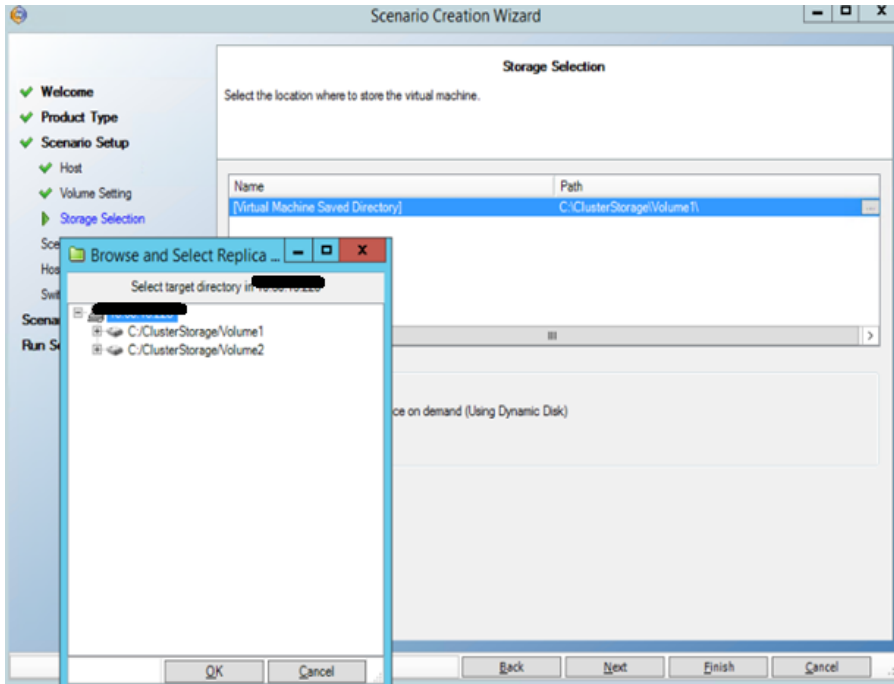 Scenario Creation Wizard
Storage Selection
Select the location where to store the virtual machine.
Welcome
Product Type
Scenario Setup
Host
Volume Setting
Storage Selection
Name Path
[Virtual Machine Saved Directory] C:\ClusterStorage\Volume1\ ...
Browse and Select Replica ...
Select target directory in
C:/ClusterStorage/Volume1
C:/ClusterStorage/Volume2
on demand (Using Dynamic Disk)
OK Cancel
Back Next Finish Cancel